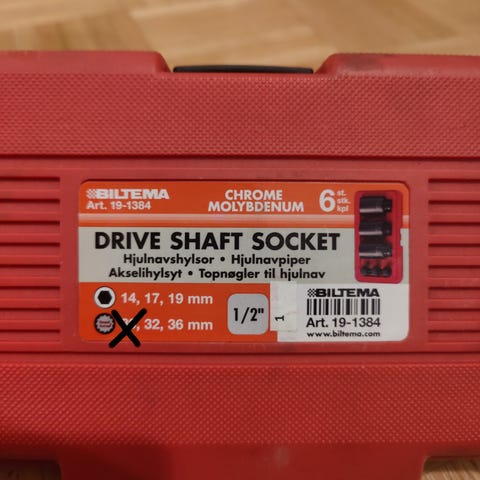 BILTEMA
Art. 19-1384
CHROME
MOLYBDENUM
6 st.
stk.
kpl
DRIVE SHAFT SOCKET
Hjulnavshylsor • Hjulnavpiper
Akselihylsyt • Topnøgler til hjulnav
14, 17, 19 mm
, 32, 36 mm
1/2"
1
BILTEMA
Art. 19-1384
www.biltema.com